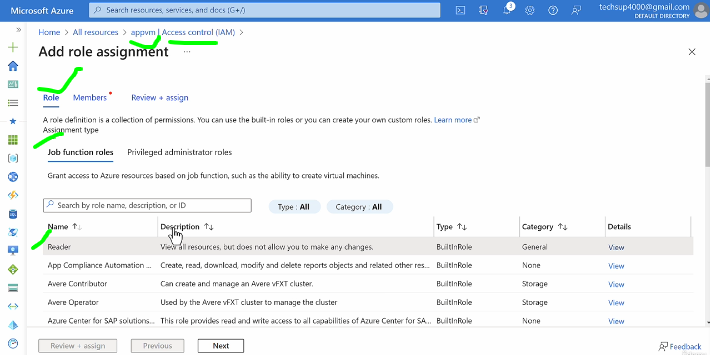 Microsoft Azure
Search resources, services, and docs (G+/)
3
techsup4000@gmail.com
DEFAULT DIRECTORY
Home > All resources > appvm | Access control (IAM) >
Add role assignment ...
Role Members Review + assign
A role definition is a collection of permissions. You can use the built-in roles or you can create your own custom roles. Learn more
Assignment type
Job function roles Privileged administrator roles
Grant access to Azure resources based on job function, such as the ability to create virtual machines.
Search by role name, description, or ID Type : All Category : All
Name ↑↓ Description ↑↓ Type ↑↓ Category ↑↓ Details
Reader View all resources, but does not allow you to make any changes. BuiltInRole General View
App Compliance Automation ... Create, read, download, modify and delete reports objects and related other res... BuiltInRole None View
Avere Contributor Can create and manage an Avere vFXT cluster. BuiltInRole Storage View
Avere Operator Used by the Avere vFXT cluster to manage the cluster BuiltInRole Storage View
Azure Center for SAP solutions... This role provides read and write access to all capabilities of Azure Center for SAP... BuiltInRole None View
Review + assign Previous Next
Feedback